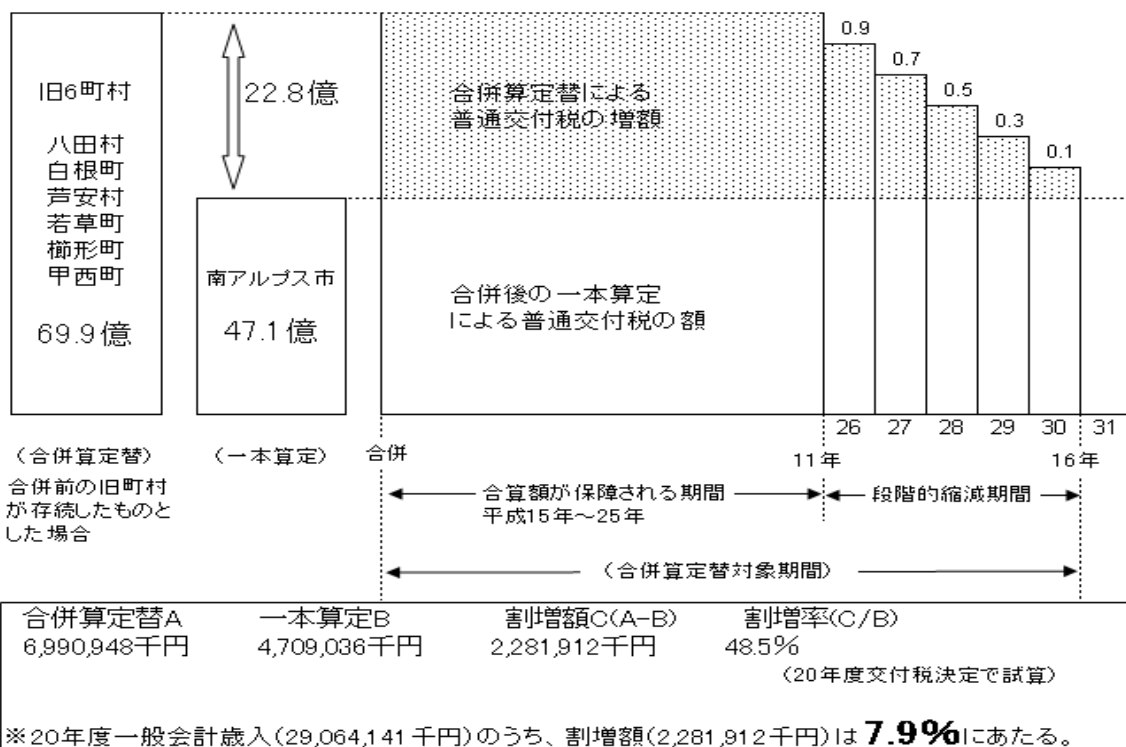 旧6町村
八田村
白根町
芦安村
若草町
櫛形町
甲西町
69.9億
22.8億
南アルプス市
47.1億
合併算定替による
普通交付税の増額
合併後の一本算定
による普通交付税の額
0.9
0.7
0.5
0.3
0.1
26 27 28 29 30 31
(合併算定替)
合併前の旧町村
が存続したものと
した場合
(一本算定)
合併
11年
16年
合算額が保障される期間
平成15年～25年
段階的縮減期間
(合併算定替対象期間)
合併算定替A 一本算定B 割増額C(A-B) 割増率(C/B)
6,990,948千円 4,709,036千円 2,281,912千円 48.5%
(20年度交付税決定で試算)
※20年度一般会計歳入(29,064,141千円)のうち、割増額(2,281,912千円)は7.9%にあたる。